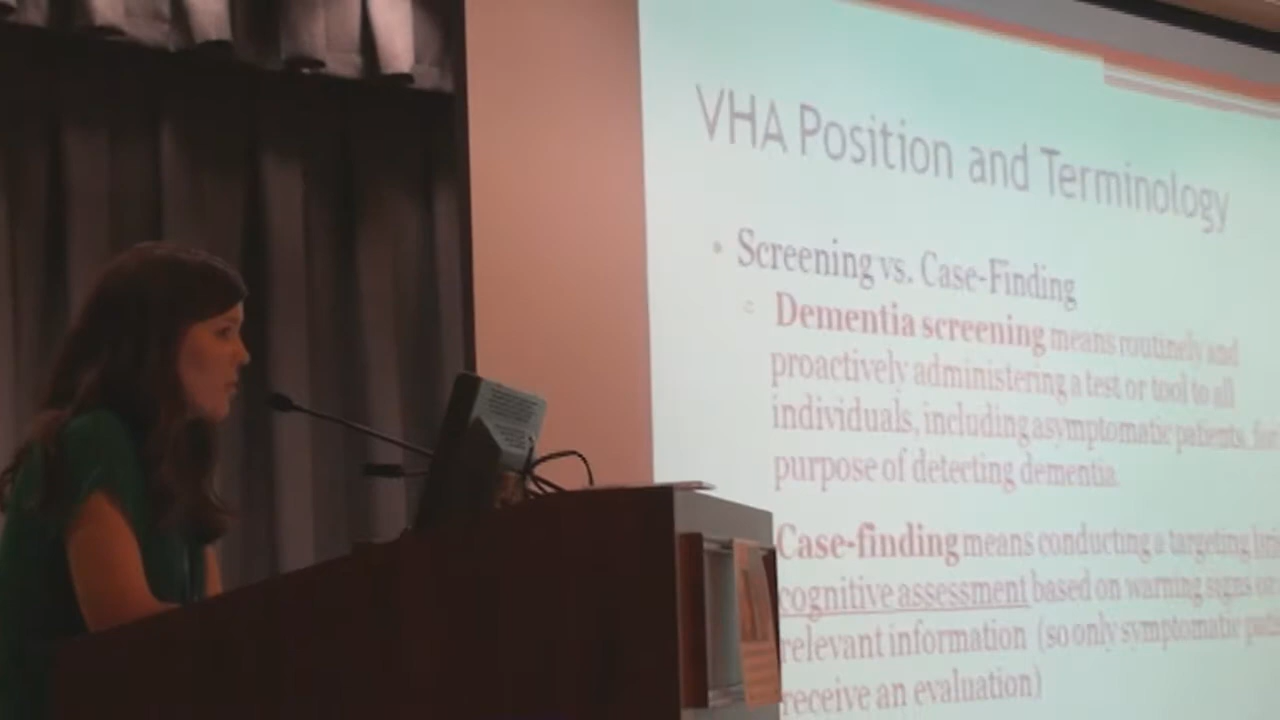 VHA Position and Terminology
Screening vs. Case-Finding
Dementia screening means routinely and
proactively administering a test or tool to all
individuals, including asymptomatic patients, for
purpose of detecting dementia.
Case-finding means conducting a targeting
cognitive assessment based on warning signs or
relevant information (so only symptomatic
receive an evaluation)